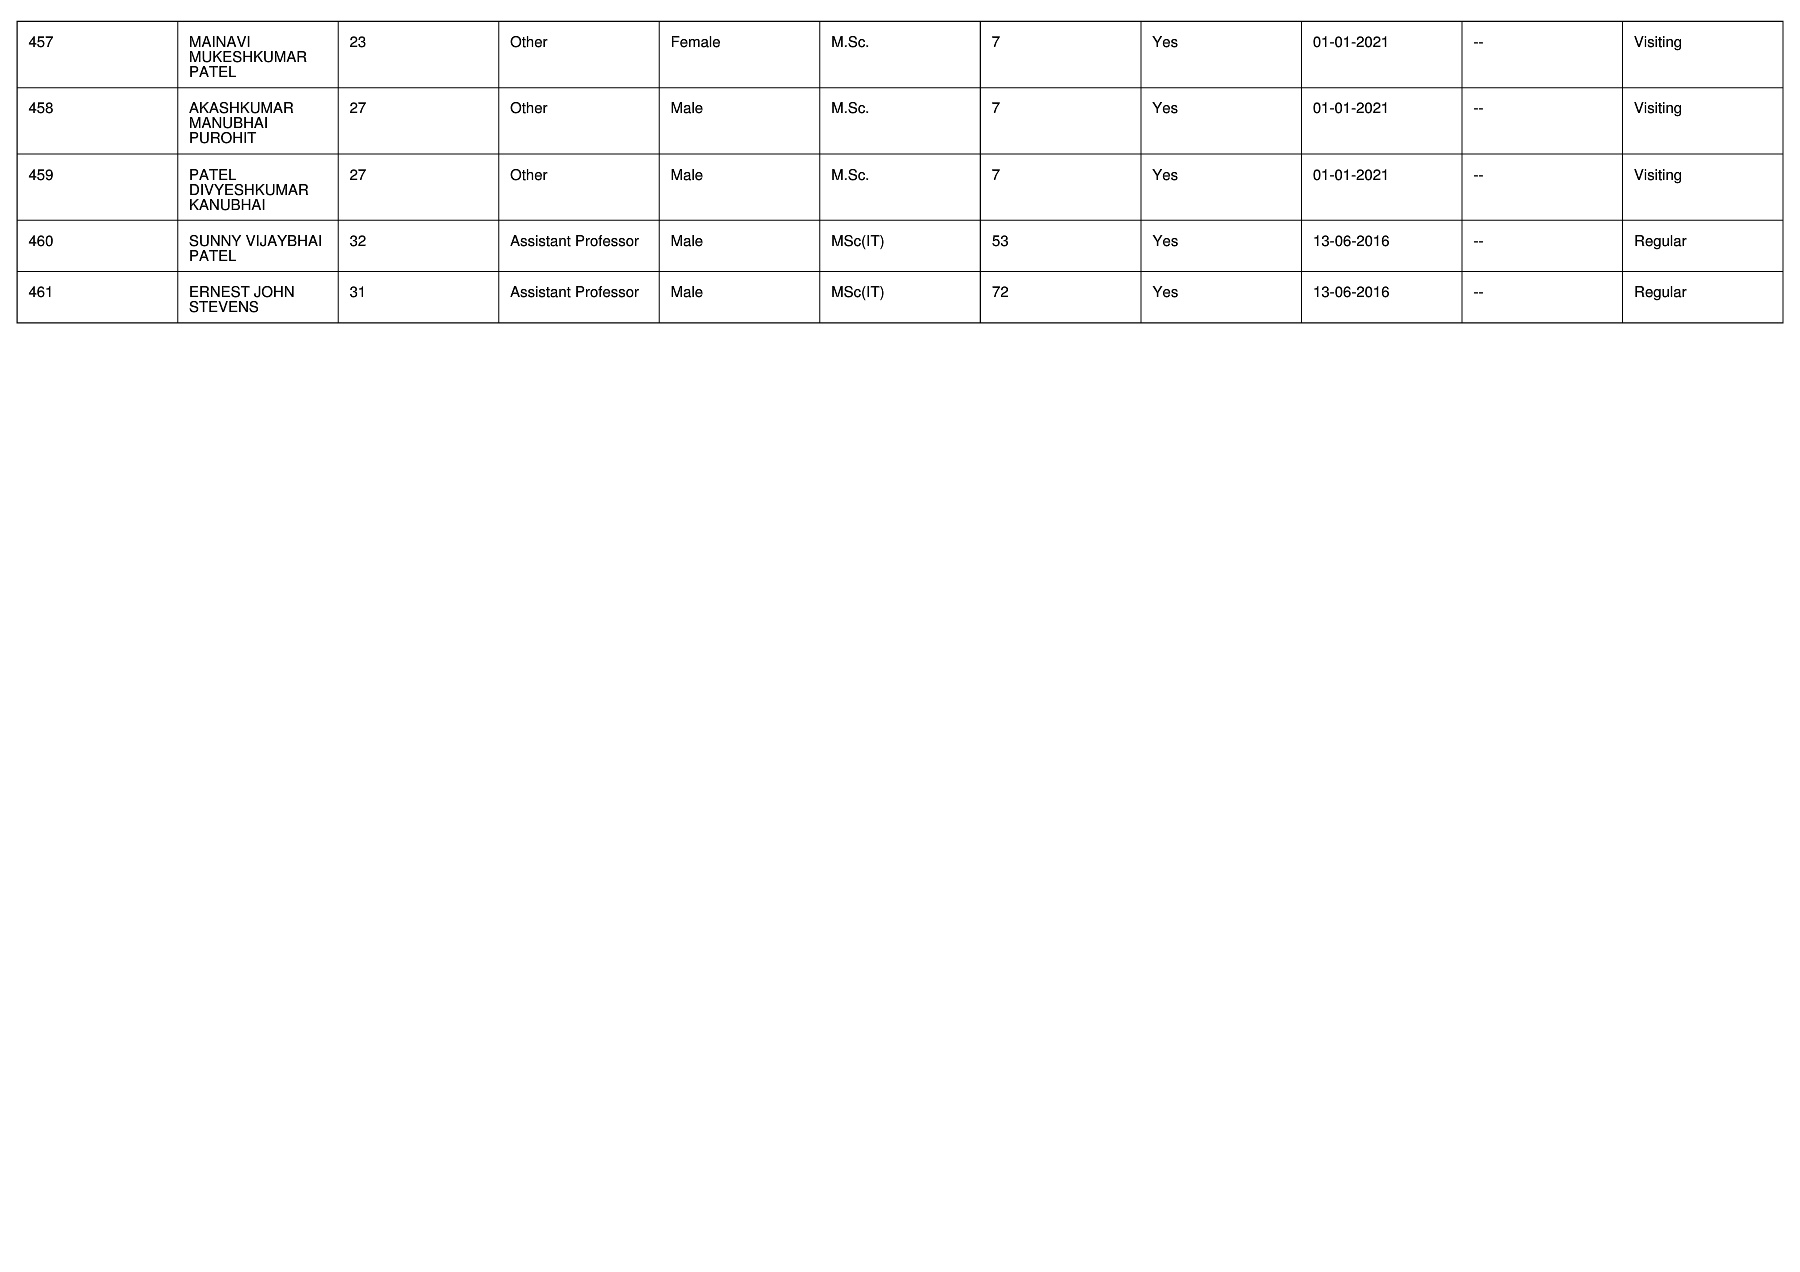 457 MAINAVI MUKESHKUMAR PATEL 23 Other Female M.Sc. 7 Yes 01-01-2021 -- Visiting
458 AKASHKUMAR MANUBHAI PUROHIT 27 Other Male M.Sc. 7 Yes 01-01-2021 -- Visiting
459 PATEL DIVYESHKUMAR KANUBHAI 27 Other Male M.Sc. 7 Yes 01-01-2021 -- Visiting
460 SUNNY VIJAYBHAI PATEL 32 Assistant Professor Male MSc(IT) 53 Yes 13-06-2016 -- Regular
461 ERNEST JOHN STEVENS 31 Assistant Professor Male MSc(IT) 72 Yes 13-06-2016 -- Regular